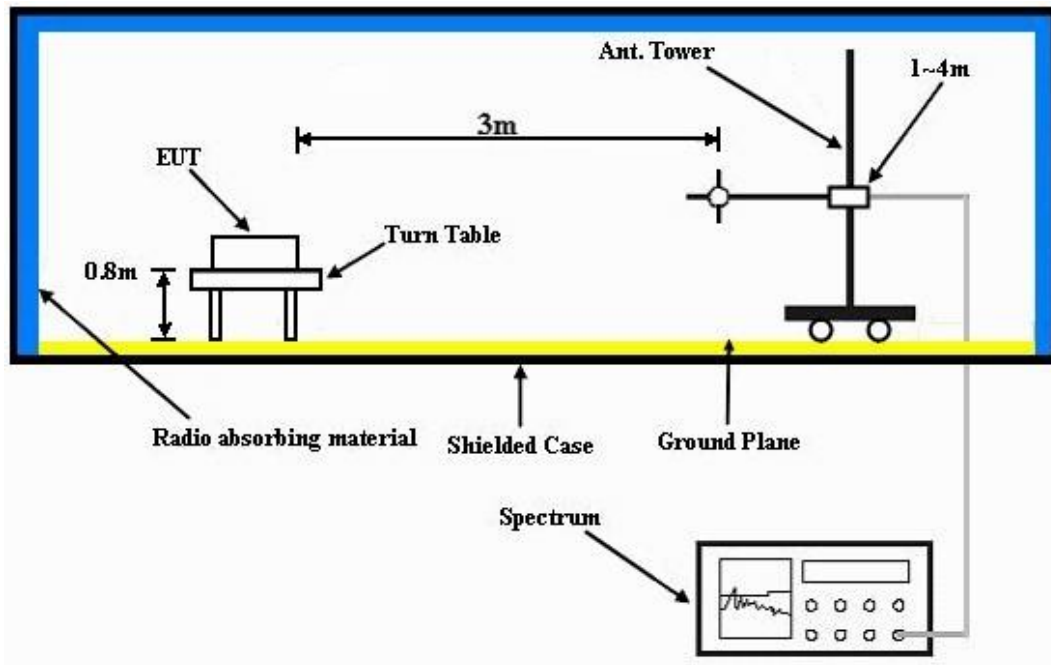 Ant. Tower
1~4m
3m
EUT
Turn Table
0.8m
Radio absorbing material
Shielded Case
Ground Plane
Spectrum